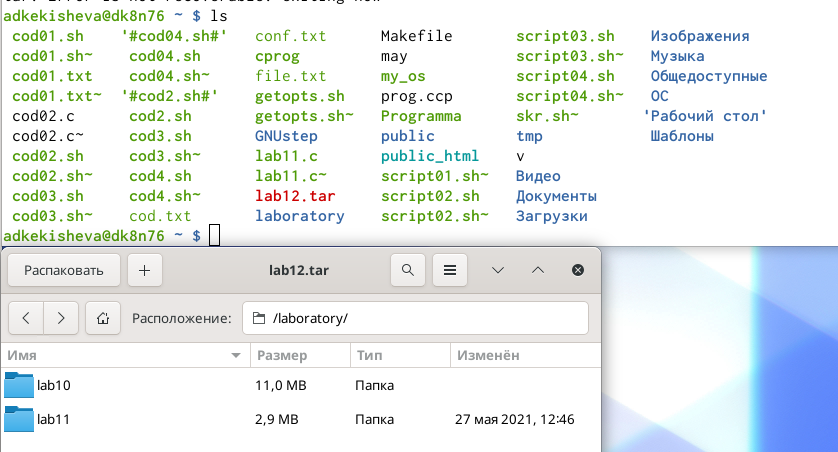 adkekisheva@dk8n76 ~ $ ls
cod01.sh '#cod04.sh#' conf.txt Makefile script03.sh Изображения
cod01.sh~ cod04.sh cprog may script03.sh~ Музыка
cod01.txt cod04.sh~ file.txt my_os script04.sh Общедоступные
cod01.txt~ '#cod2.sh#' getopts.sh prog.ccp script04.sh~ ОС
cod02.c cod2.sh getopts.sh~ Programma skr.sh~ 'Рабочий стол'
cod02.c~ cod3.sh GNUstep public tmp Шаблоны
cod02.sh cod3.sh~ lab11.c public_html v
cod02.sh~ cod4.sh lab11.c~ script01.sh~ Видео
cod03.sh cod4.sh~ lab12.tar script02.sh Документы
cod03.sh~ cod.txt laboratory script02.sh~ Загрузки
adkekisheva@dk8n76 ~ $
Распаковать + lab12.tar
Расположение: /laboratory/
Имя Размер Тип Изменён
lab10 11,0 MB Папка
lab11 2,9 MB Папка 27 мая 2021, 12:46